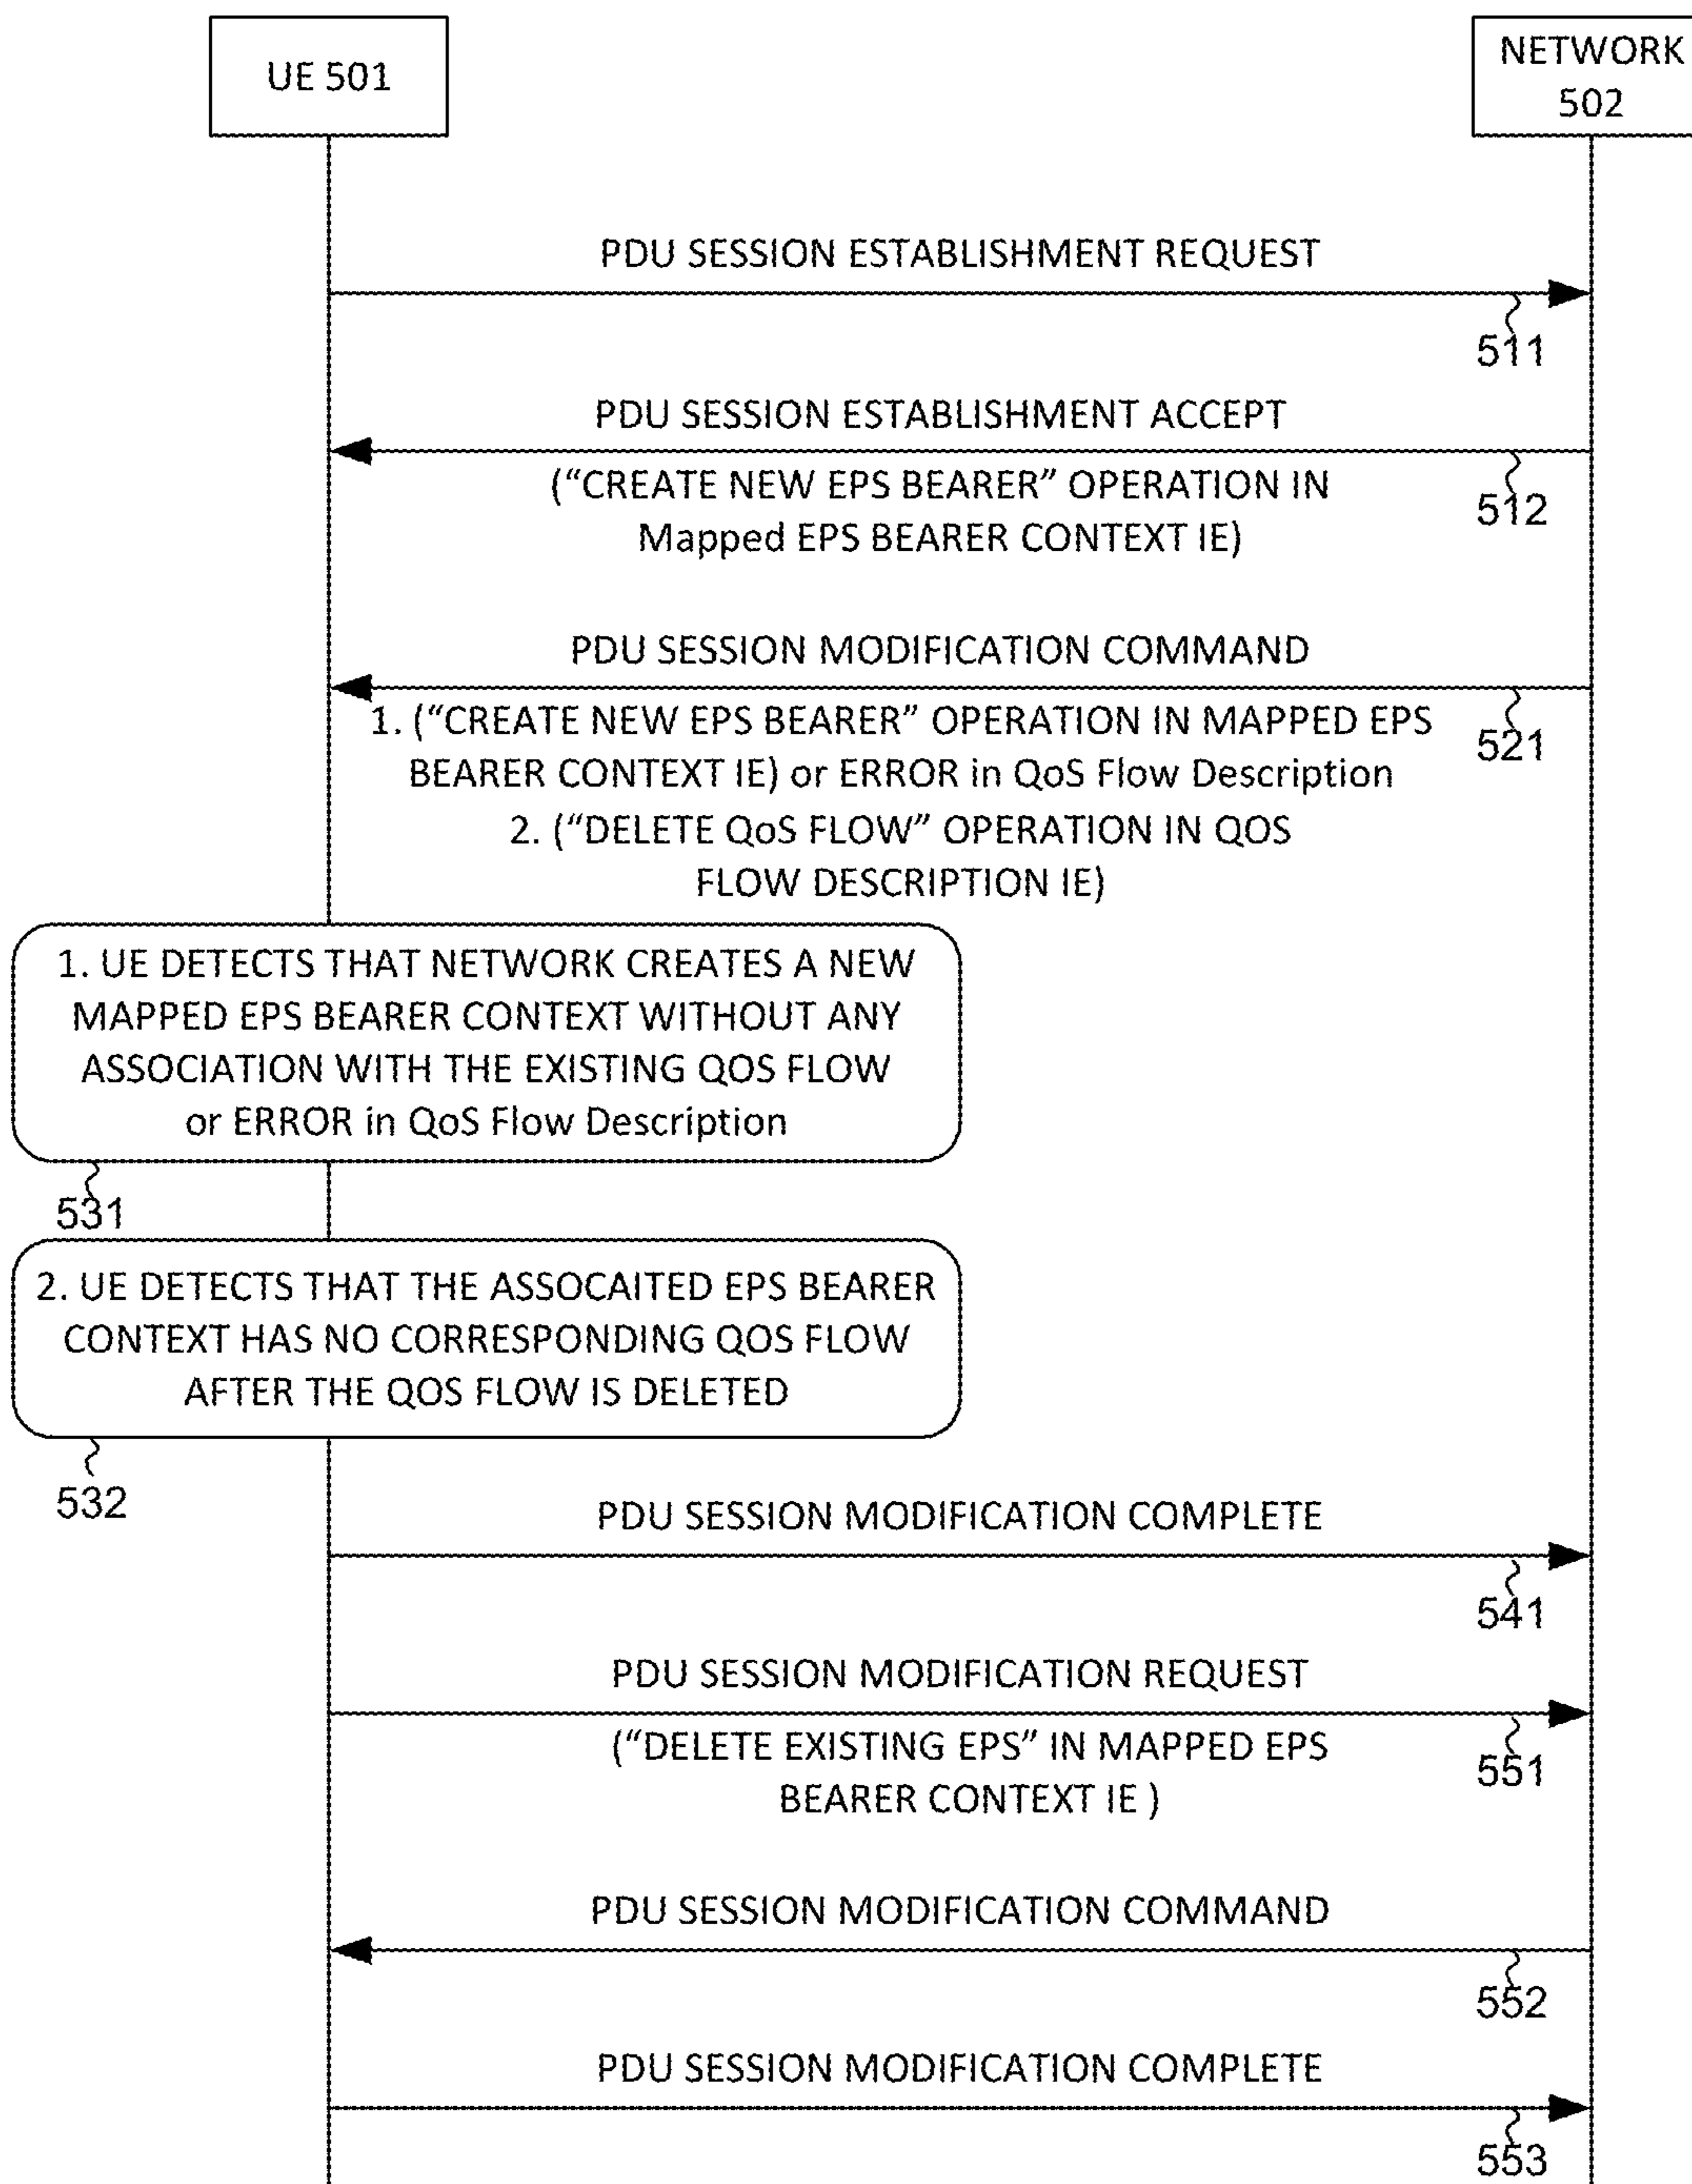 UE 501
NETWORK
502
PDU SESSION ESTABLISHMENT REQUEST
511
PDU SESSION ESTABLISHMENT ACCEPT
(“CREATE NEW EPS BEARER” OPERATION IN
Mapped EPS BEARER CONTEXT IE)
512
PDU SESSION MODIFICATION COMMAND
1. (“CREATE NEW EPS BEARER” OPERATION IN MAPPED EPS
BEARER CONTEXT IE) or ERROR in QoS Flow Description
521
2. (“DELETE QoS FLOW” OPERATION IN QOS
FLOW DESCRIPTION IE)
1. UE DETECTS THAT NETWORK CREATES A NEW
MAPPED EPS BEARER CONTEXT WITHOUT ANY
ASSOCIATION WITH THE EXISTING QOS FLOW
or ERROR in QoS Flow Description
531
2. UE DETECTS THAT THE ASSOCAITED EPS BEARER
CONTEXT HAS NO CORRESPONDING QOS FLOW
AFTER THE QOS FLOW IS DELETED
532
PDU SESSION MODIFICATION COMPLETE
541
PDU SESSION MODIFICATION REQUEST
(“DELETE EXISTING EPS” IN MAPPED EPS
BEARER CONTEXT IE )
551
PDU SESSION MODIFICATION COMMAND
552
PDU SESSION MODIFICATION COMPLETE
553